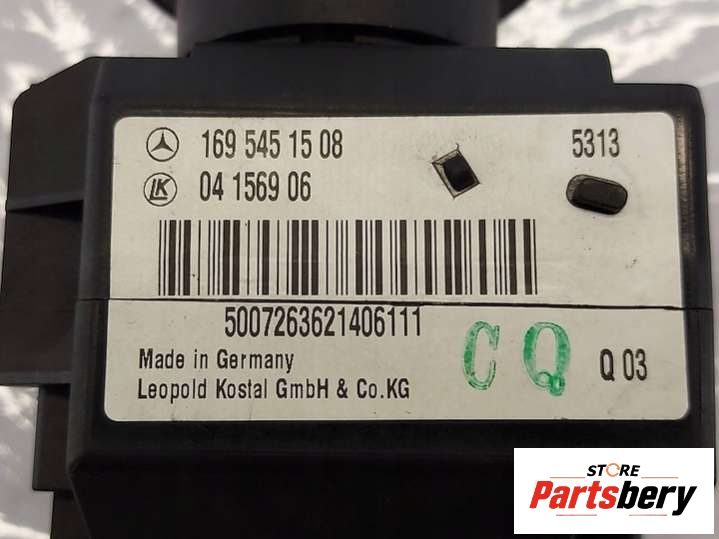 169 545 15 08 5313
LK 04 1569 06
5007263621406111
Made in Germany C Q Q 03
Leopold Kostal GmbH & Co.KG
STORE
Partsbery